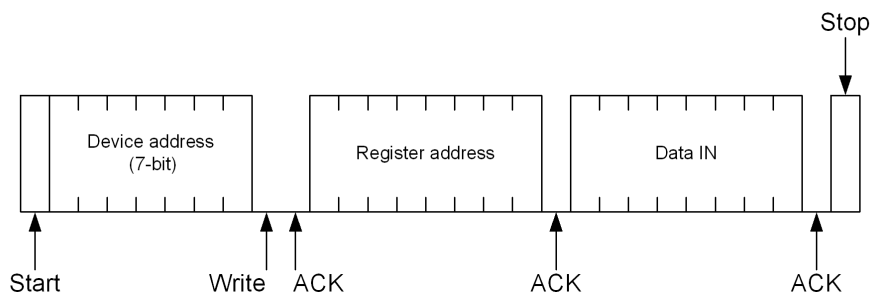 Stop
Device address
(7-bit)
Register address
Data IN
Start
Write
ACK
ACK
ACK